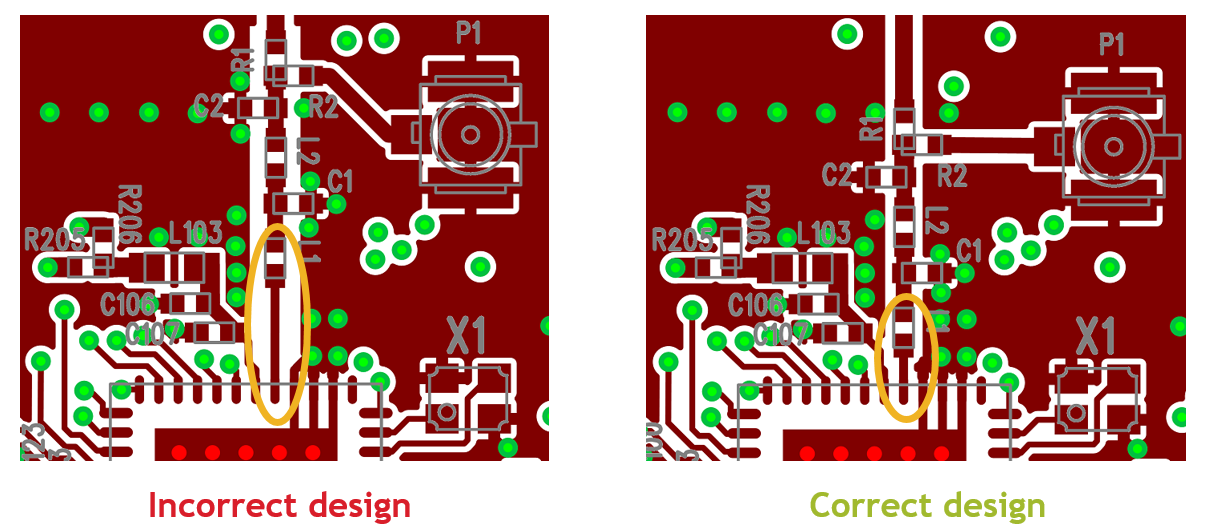 P1
R1
C2
R2
L2
C1
R206
R205
L103
L1
C106
C107
X1
P1
R1
C2
R2
L2
C1
R206
R205
L103
C106
C107
X1
Incorrect design
Correct design